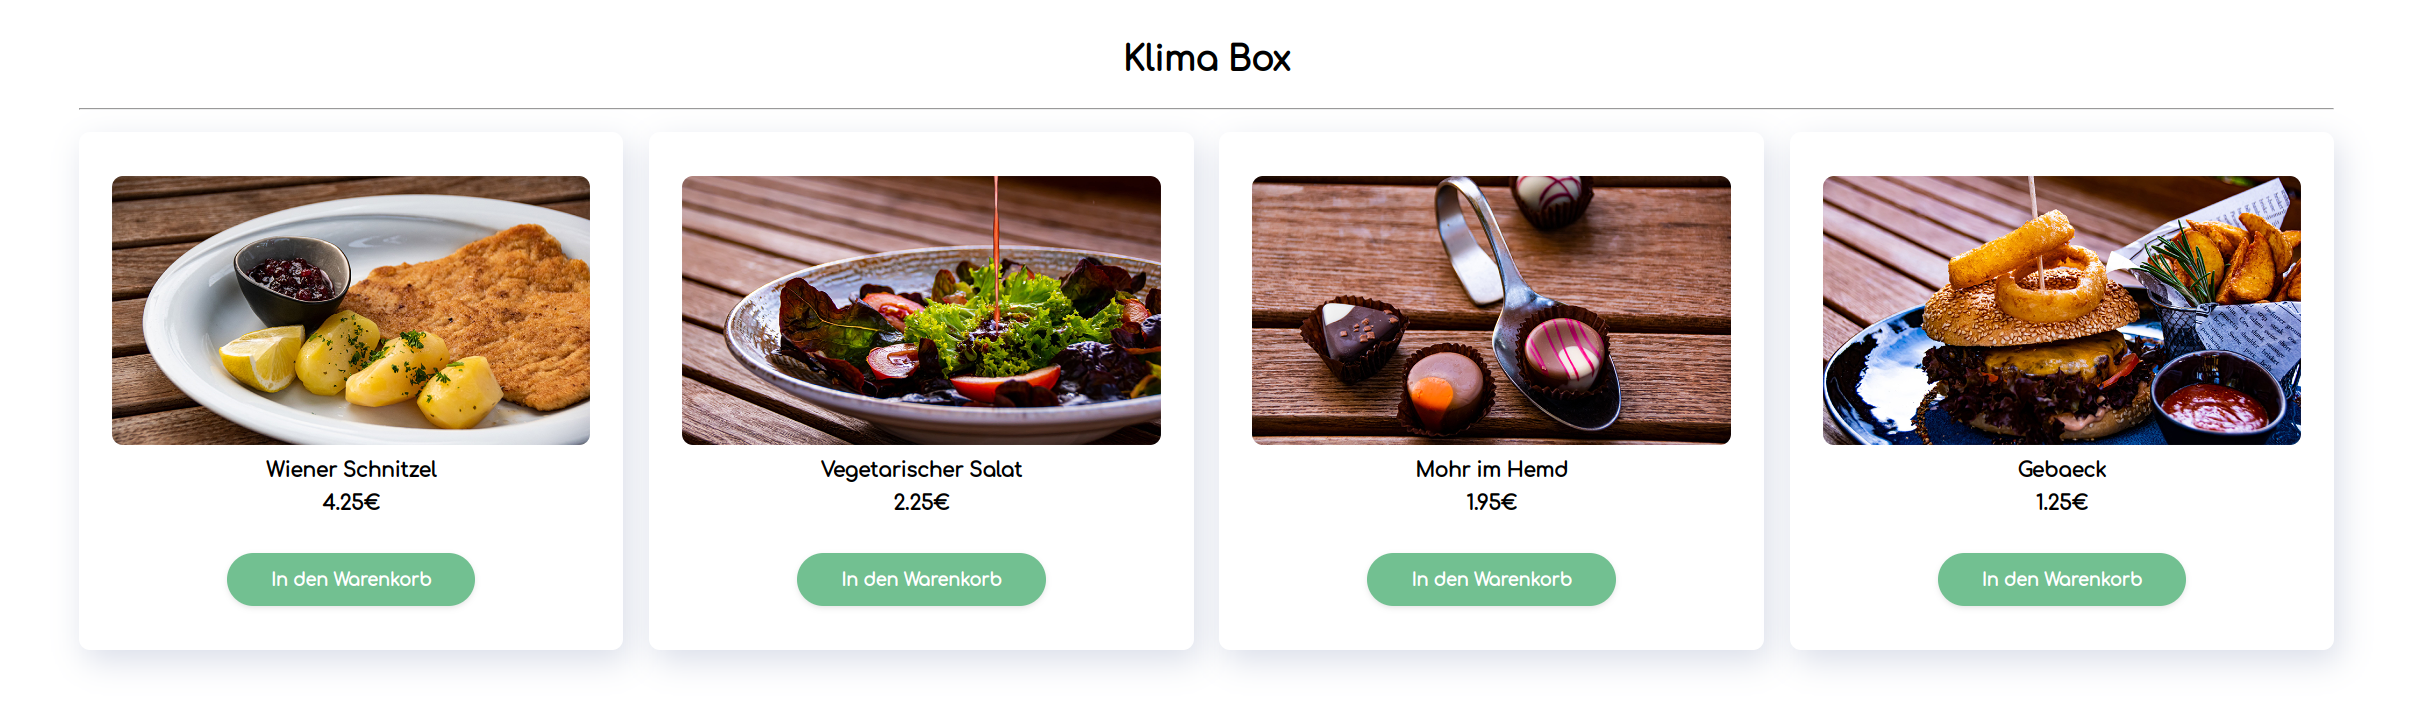 Klima Box
Wiener Schnitzel
4.25€
In den Warenkorb
Vegetarischer Salat
2.25€
In den Warenkorb
Mohr im Hemd
1.95€
In den Warenkorb
Gebaeck
1.25€
In den Warenkorb